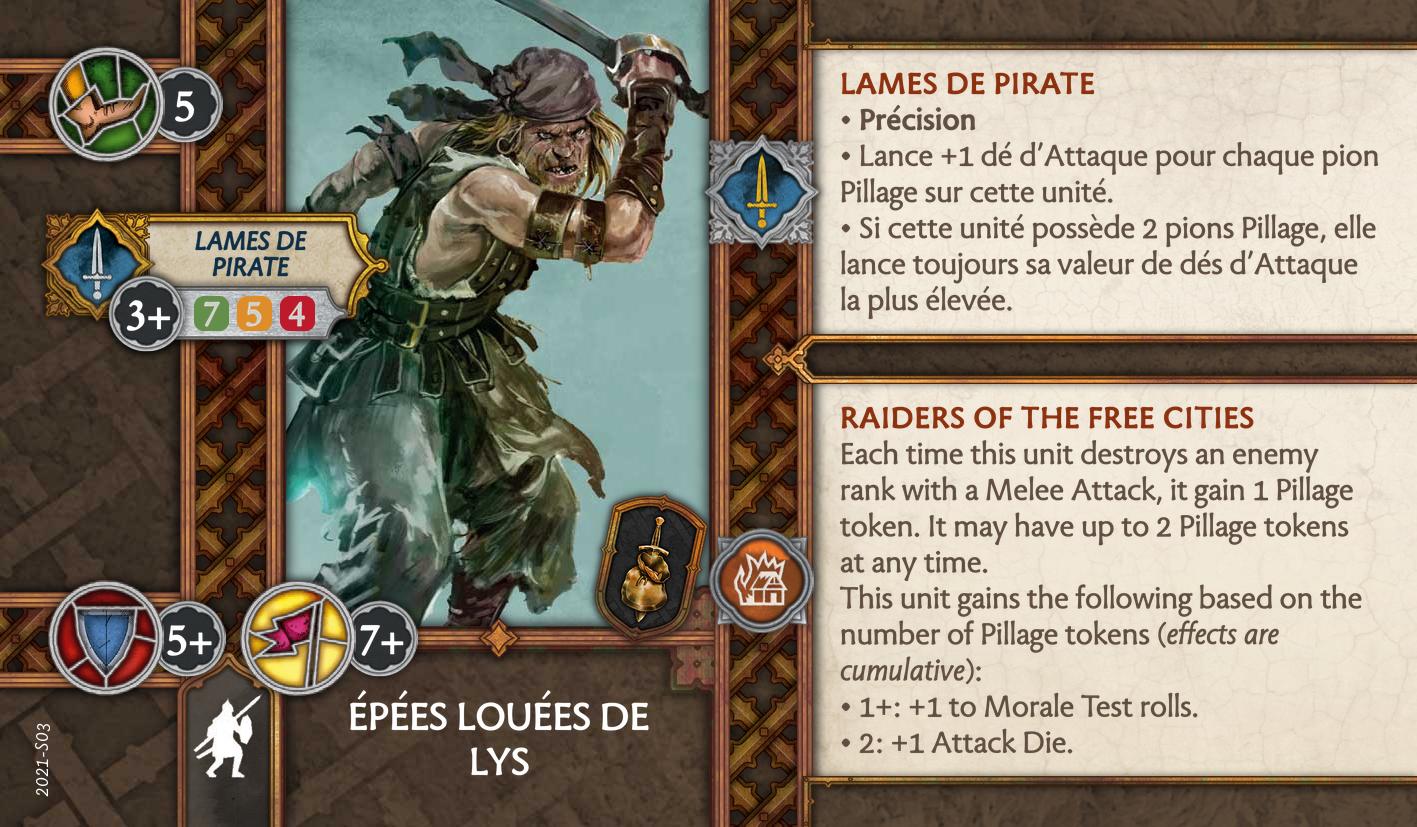 5
LAMES DE
PIRATE
3+
7 5 4
5+
7+
ÉPÉES LOUÉES DE
LYS
2021-S03
LAMES DE PIRATE
• Précision
• Lance +1 dé d'Attaque pour chaque pion
Pillage sur cette unité.
• Si cette unité possède 2 pions Pillage, elle
lance toujours sa valeur de dés d'Attaque
la plus élevée.
RAIDERS OF THE FREE CITIES
Each time this unit destroys an enemy
rank with a Melee Attack, it gain 1 Pillage
token. It may have up to 2 Pillage tokens
at any time.
This unit gains the following based on the
number of Pillage tokens (effects are
cumulative):
• 1+: +1 to Morale Test rolls.
• 2: +1 Attack Die.